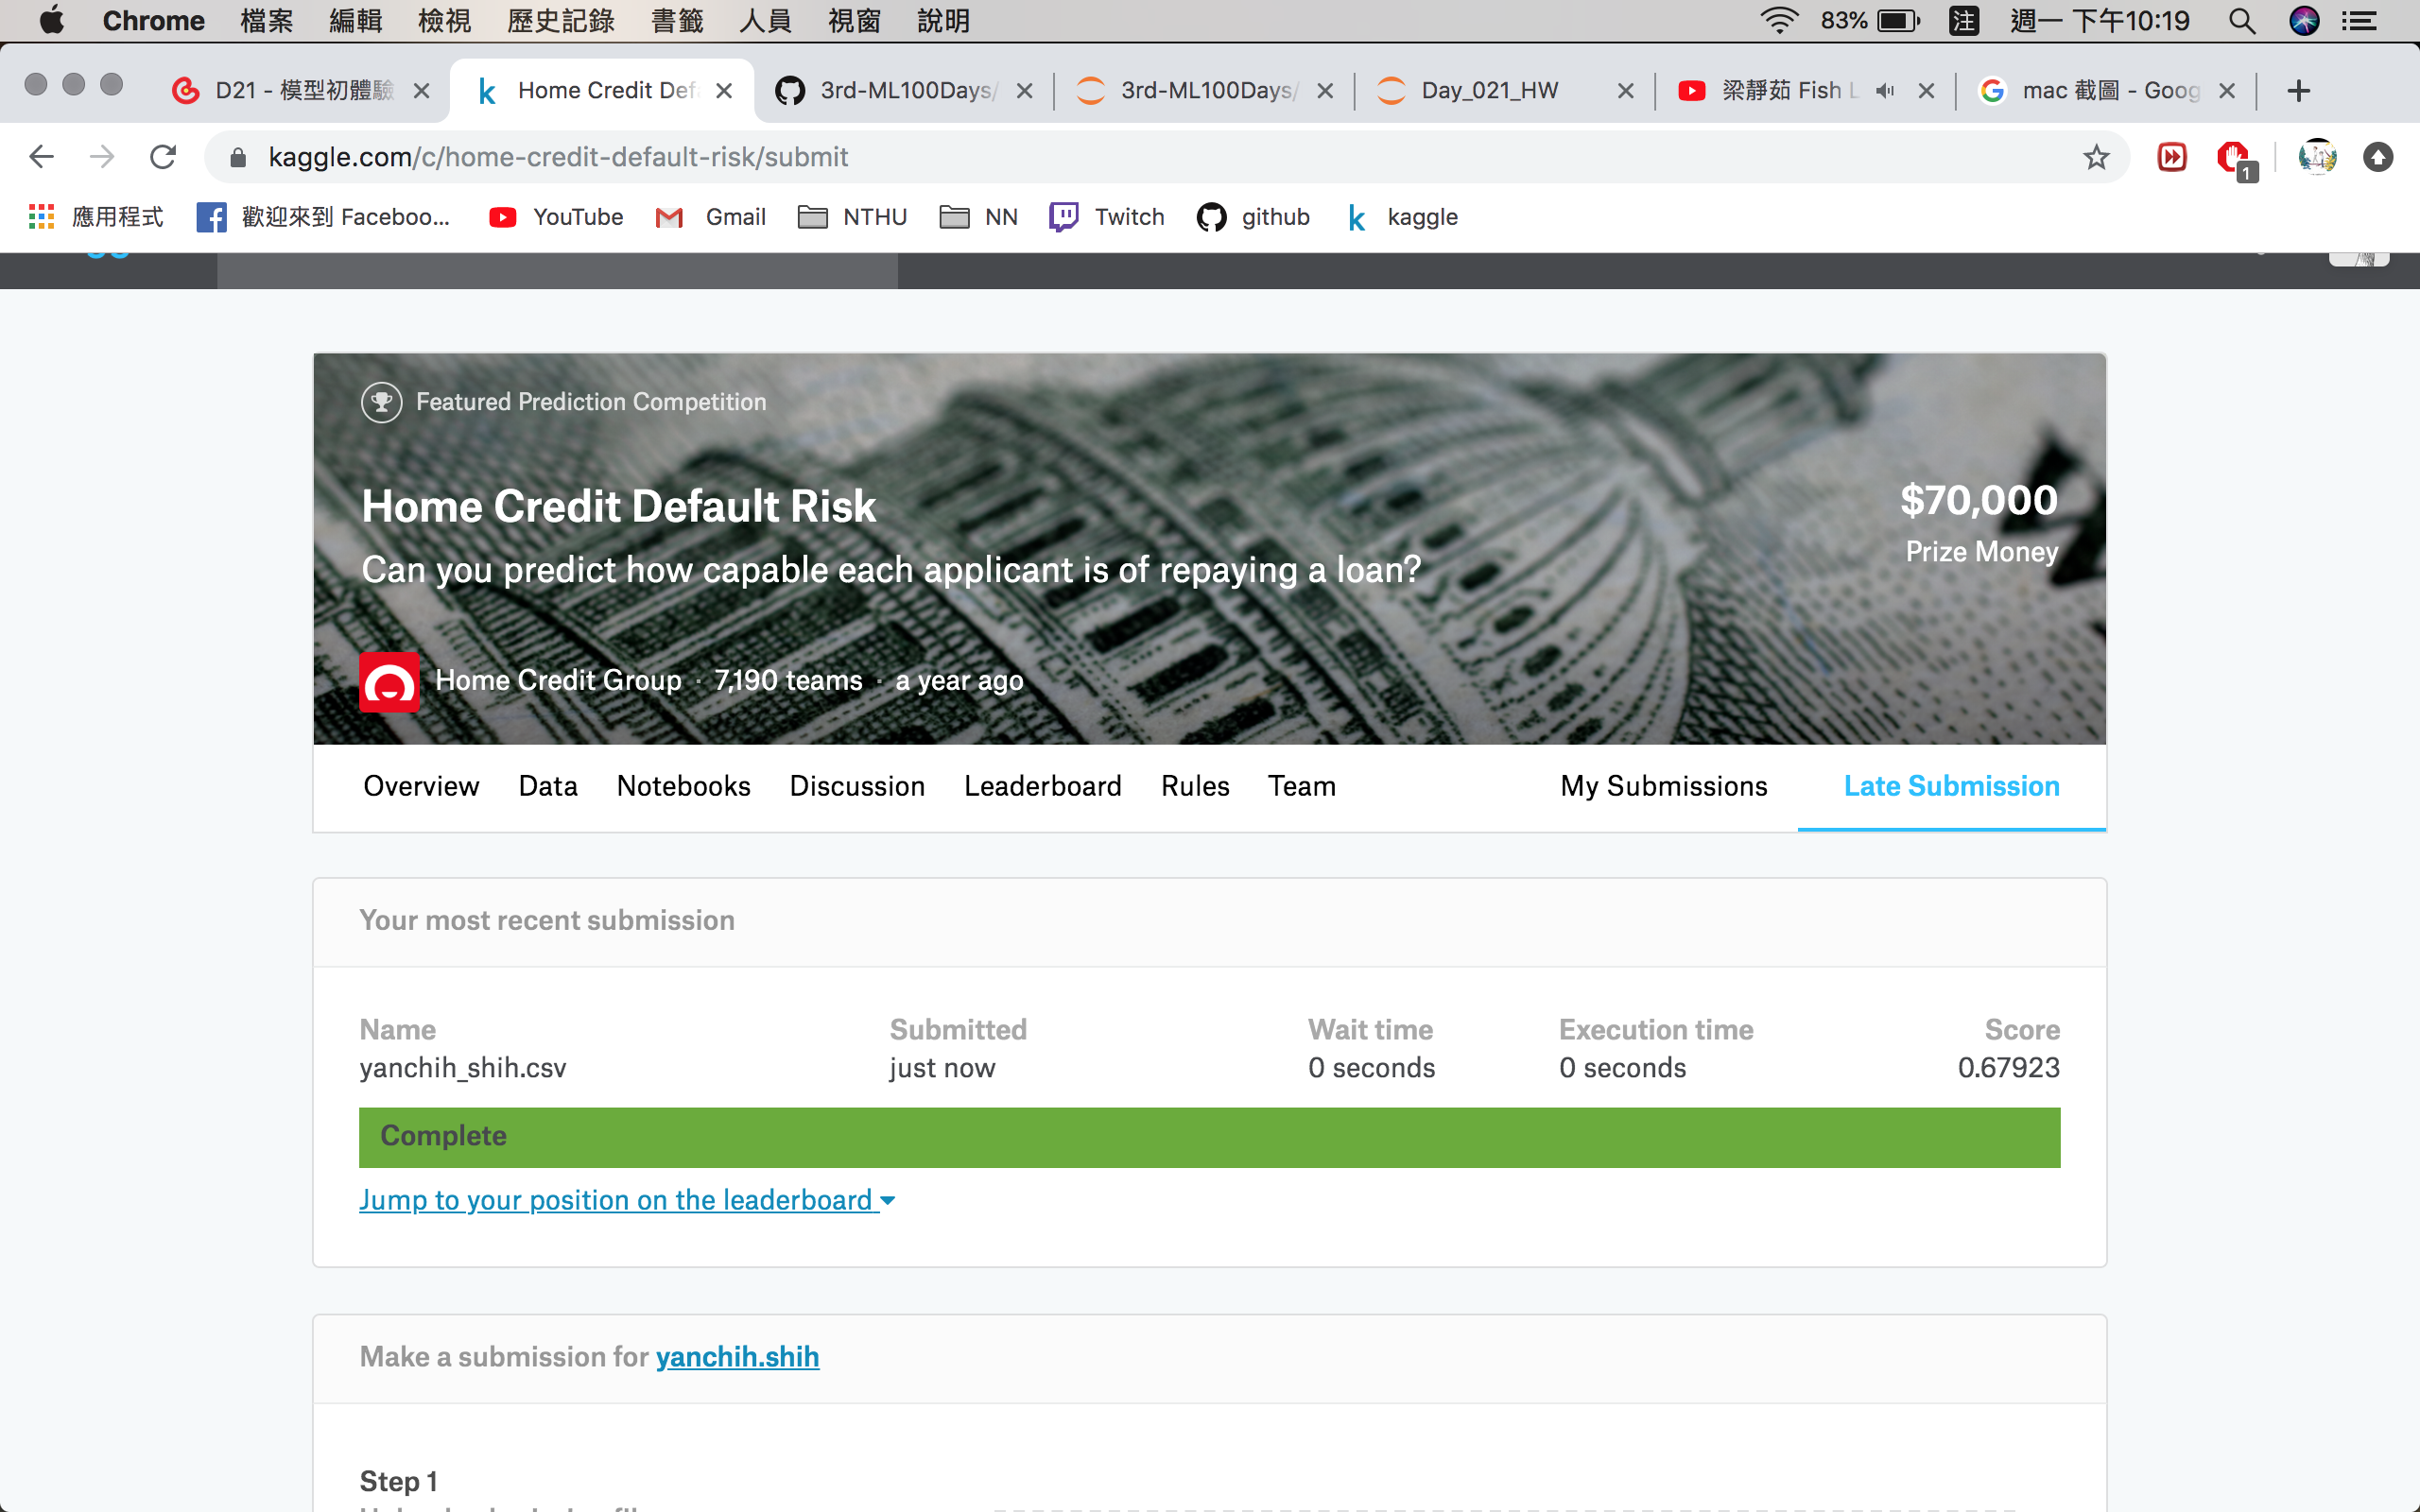 Chrome 檔案 編輯 檢視 歷史記錄 書籤 人員 視窗 說明 83% 注 週一 下午10:19
D21 - 模型初體驗 Home Credit Def 3rd-ML100Days/ 3rd-ML100Days/ Day_021_HW 梁靜茹 Fish L mac 截圖 - Goog
kaggle.com/c/home-credit-default-risk/submit 1
應用程式 歡迎來到 Faceboo... YouTube Gmail NTHU NN Twitch github kaggle
Featured Prediction Competition
Home Credit Default Risk
$70,000
Can you predict how capable each applicant is of repaying a loan?
Prize Money
Home Credit Group · 7,190 teams · a year ago
Overview Data Notebooks Discussion Leaderboard Rules Team My Submissions Late Submission
Your most recent submission
Name Submitted Wait time Execution time Score
yanchih_shih.csv just now 0 seconds 0 seconds 0.67923
Complete
Jump to your position on the leaderboard
Make a submission for yanchih.shih
Step 1